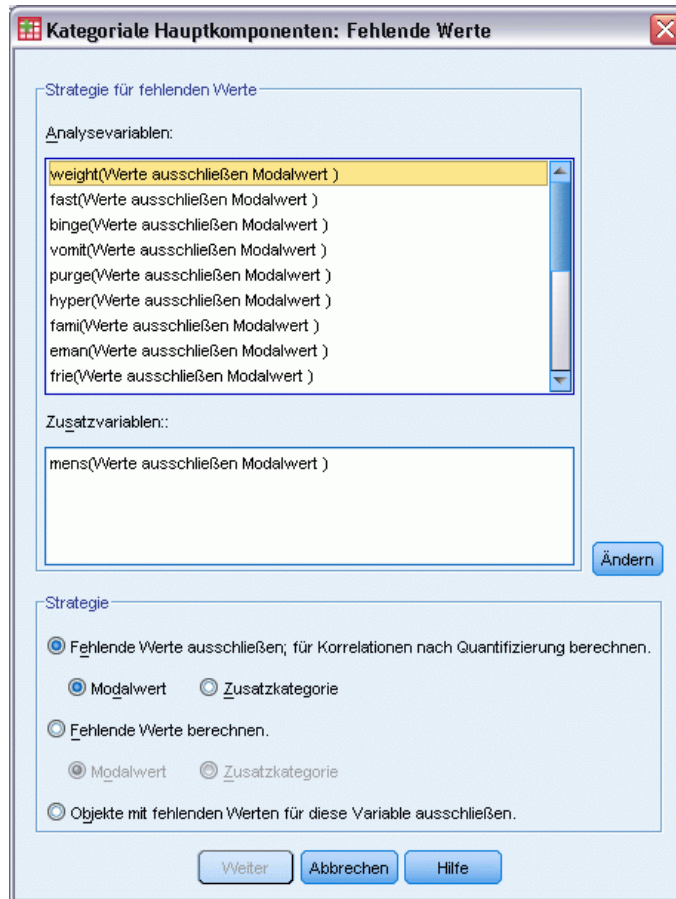 Kategoriale Hauptkomponenten: Fehlende Werte
Strategie für fehlenden Werte
Analysevariablen:
weight(Werte ausschließen Modalwert )
fast(Werte ausschließen Modalwert )
binge(Werte ausschließen Modalwert )
vomit(Werte ausschließen Modalwert )
purge(Werte ausschließen Modalwert )
hyper(Werte ausschließen Modalwert )
fami(Werte ausschließen Modalwert )
eman(Werte ausschließen Modalwert )
frie(Werte ausschließen Modalwert )
Zusatzvariablen::
mens(Werte ausschließen Modalwert )
Ändern
Strategie
Fehlende Werte ausschließen; für Korrelationen nach Quantifizierung berechnen.
Modalwert Zusatzkategorie
Fehlende Werte berechnen.
Modalwert Zusatzkategorie
Objekte mit fehlenden Werten für diese Variable ausschließen.
Weiter Abbrechen Hilfe